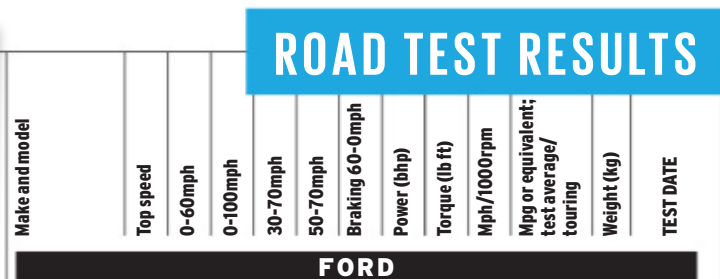 ROAD TEST RESULTS
Make and model
Top speed
0-60mph
0-100mph
30-70mph
50-70mph
Braking 60-0mph
Power (bhp)
Torque (lb ft)
Mph/1000rpm
Mpg or equivalent;
test average/
touring
Weight (kg)
TEST DATE
FORD